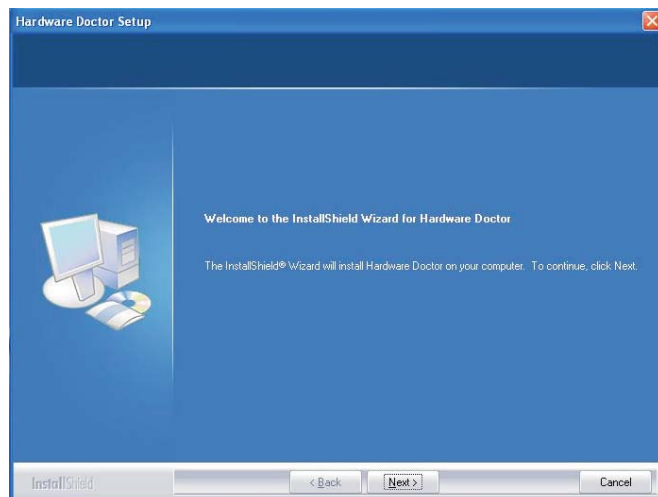 Hardware Doctor Setup
Welcome to the InstallShield Wizard for Hardware Doctor
The InstallShield® Wizard will install Hardware Doctor on your computer. To continue, click Next.
InstallShield
< Back Next > Cancel